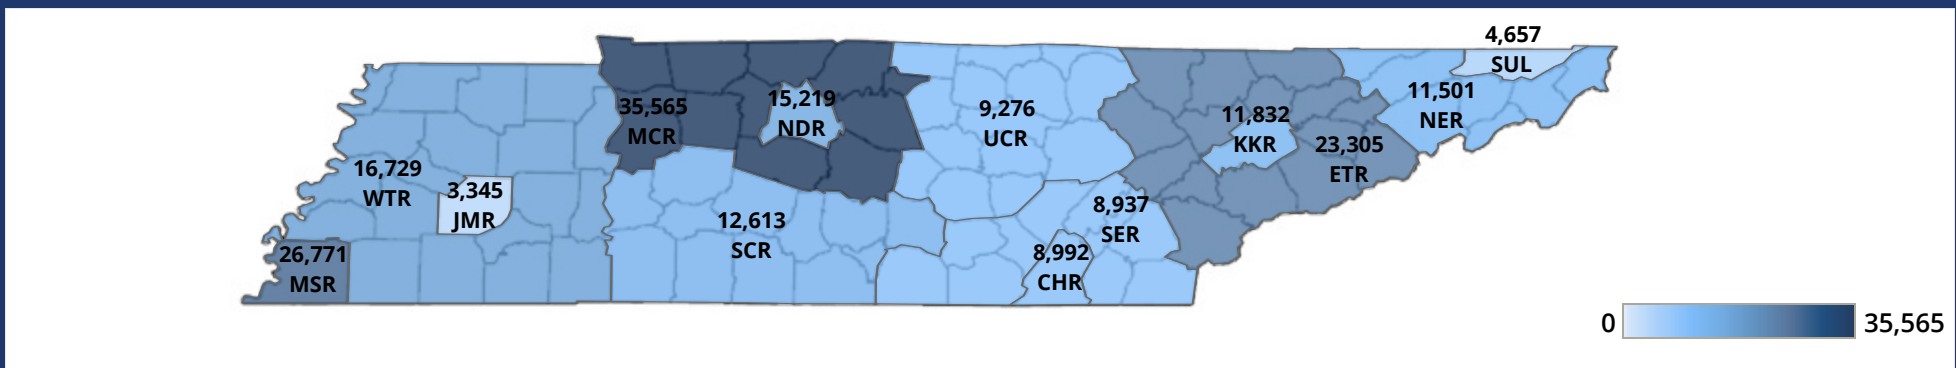 4,657
SUL
35,565
MCR
15,219
NDR
9,276
UCR
11,832
KKR
11,501
NER
23,305
ETR
16,729
WTR
3,345
JMR
12,613
SCR
8,937
SER
26,771
MSR
8,992
CHR
0
35,565